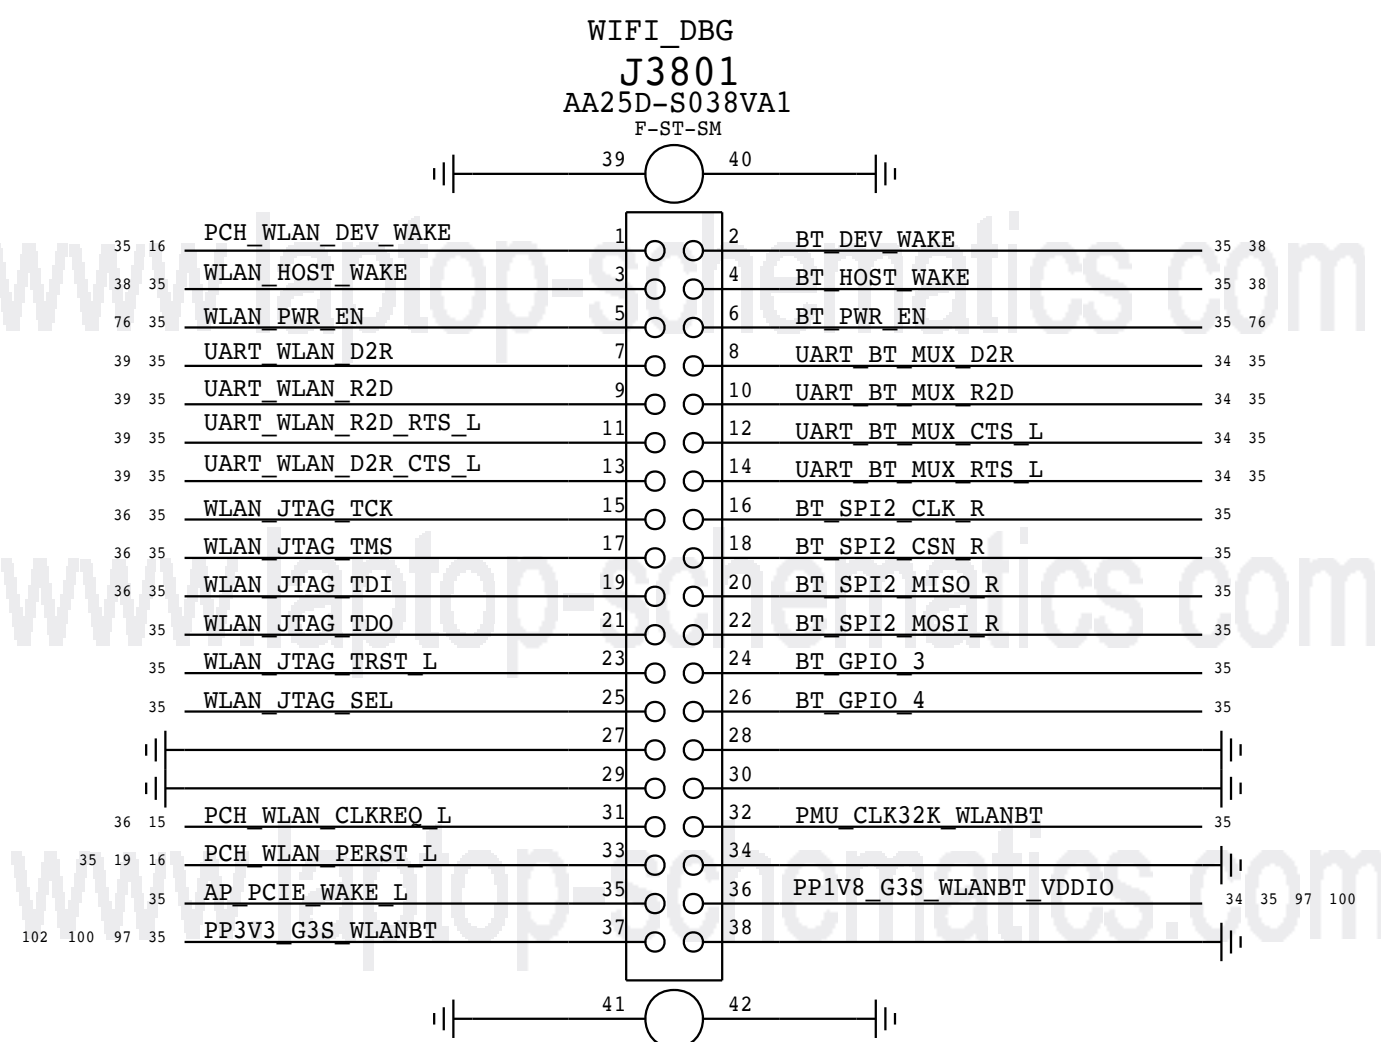 WIFI_DBG
J3801
AA25D-S038VA1
F-ST-SM
39 40
35 16 PCH_WLAN_DEV_WAKE 1 2 BT_DEV_WAKE 35 38
38 35 WLAN_HOST_WAKE 3 4 BT_HOST_WAKE 35 38
76 35 WLAN_PWR_EN 5 6 BT_PWR_EN 35 76
39 35 UART_WLAN_D2R 7 8 UART_BT_MUX_D2R 34 35
39 35 UART_WLAN_R2D 9 10 UART_BT_MUX_R2D 34 35
39 35 UART_WLAN_R2D_RTS_L 11 12 UART_BT_MUX_CTS_L 34 35
39 35 UART_WLAN_D2R_CTS_L 13 14 UART_BT_MUX_RTS_L 34 35
36 35 WLAN_JTAG_TCK 15 16 BT_SPI2_CLK_R 35
36 35 WLAN_JTAG_TMS 17 18 BT_SPI2_CSN_R 35
36 35 WLAN_JTAG_TDI 19 20 BT_SPI2_MISO_R 35
35 WLAN_JTAG_TDO 21 22 BT_SPI2_MOSI_R 35
35 WLAN_JTAG_TRST_L 23 24 BT_GPIO_3 35
35 WLAN_JTAG_SEL 25 26 BT_GPIO_4 35
27 28
29 30
36 15 PCH_WLAN_CLKREQ_L 31 32 PMU_CLK32K_WLANBT 35
35 19 16 PCH_WLAN_PERST_L 33 34
35 AP_PCIE_WAKE_L 35 36 PP1V8_G3S_WLANBT_VDDIO 34 35 97 100
102 100 97 35 PP3V3_G3S_WLANBT 37 38
41 42
www.laptop-schematics.com
www.laptop-schematics.com
www.laptop-schematics.com